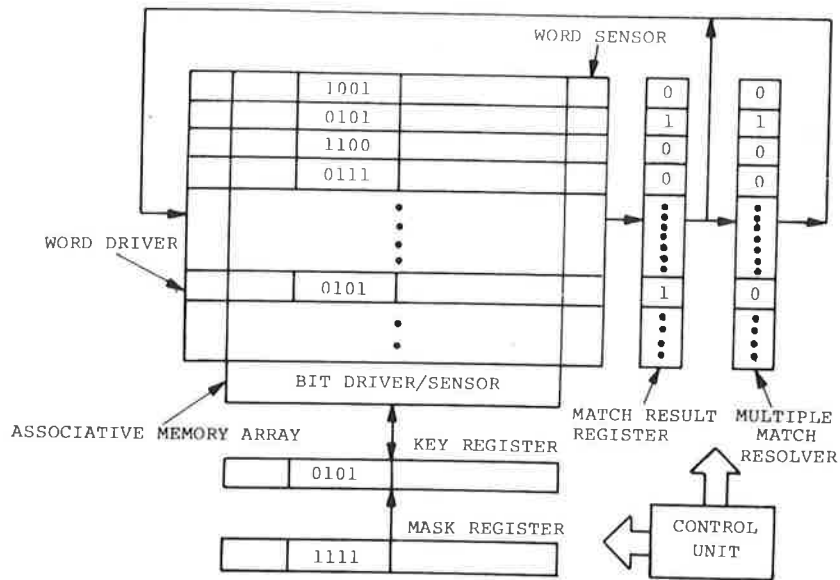 WORD SENSOR
1001
0101
1100
0111
0101
WORD DRIVER
BIT DRIVER/SENSOR
ASSOCIATIVE MEMORY ARRAY
0
1
0
0
1
MATCH RESULT
REGISTER
0
1
0
0
0
MULTIPLE
MATCH
RESOLVER
KEY REGISTER
0101
MASK REGISTER
1111
CONTROL
UNIT